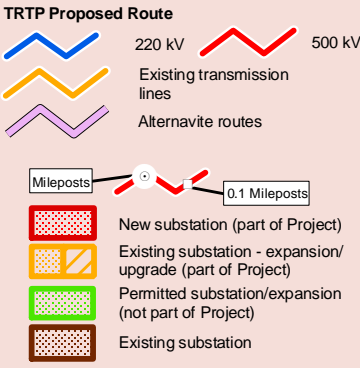 TRTP Proposed Route
220 kV
500 kV
Existing transmission
lines
Alternavite routes
Mileposts
0.1 Mileposts
New substation (part of Project)
Existing substation - expansion/
upgrade (part of Project)
Permitted substation/expansion
(not part of Project)
Existing substation